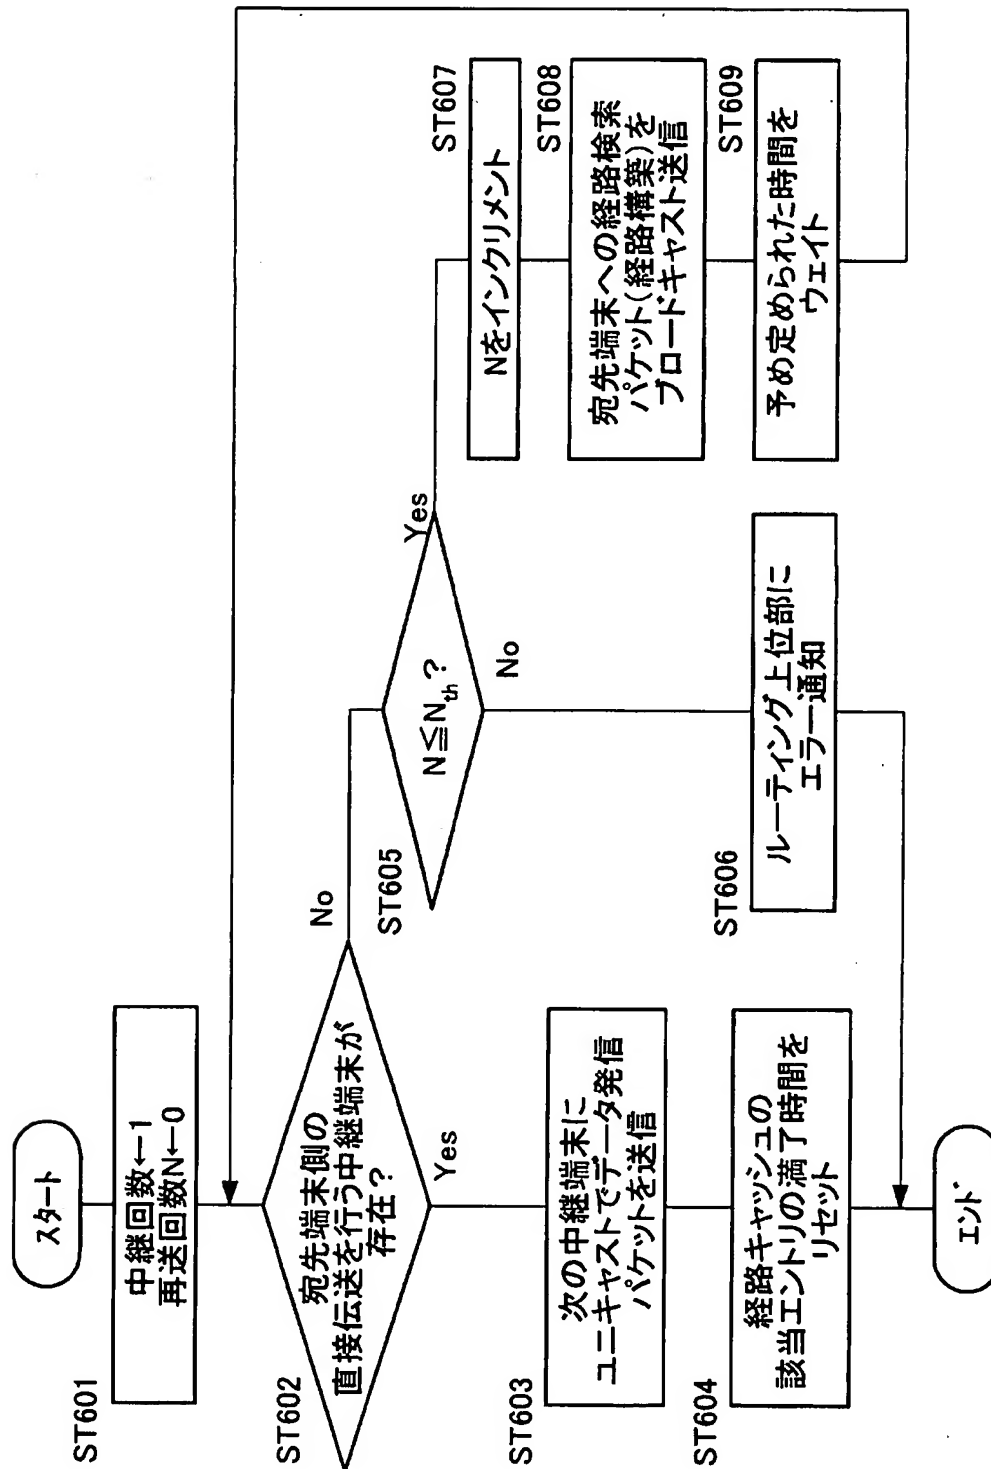 スタート
ST601
中継回数←1
再送回数N←0
ST602
宛先端末側の
直接伝送を行う中継端末が
存在?
Yes
No
ST603
次の中継端末に
ユニキャストでデータ発信
パケットを送信
ST604
経路キャッシュの
該当エントリの満了時間を
リセット
エンド
ST605
N≦Nth?
Yes
No
ST606
ルーティング上位部に
エラー通知
ST607
Nをインクリメント
ST608
宛先端末への経路検索
パケット(経路構築)を
ブロードキャスト送信
ST609
予め定められた時間を
ウェイト